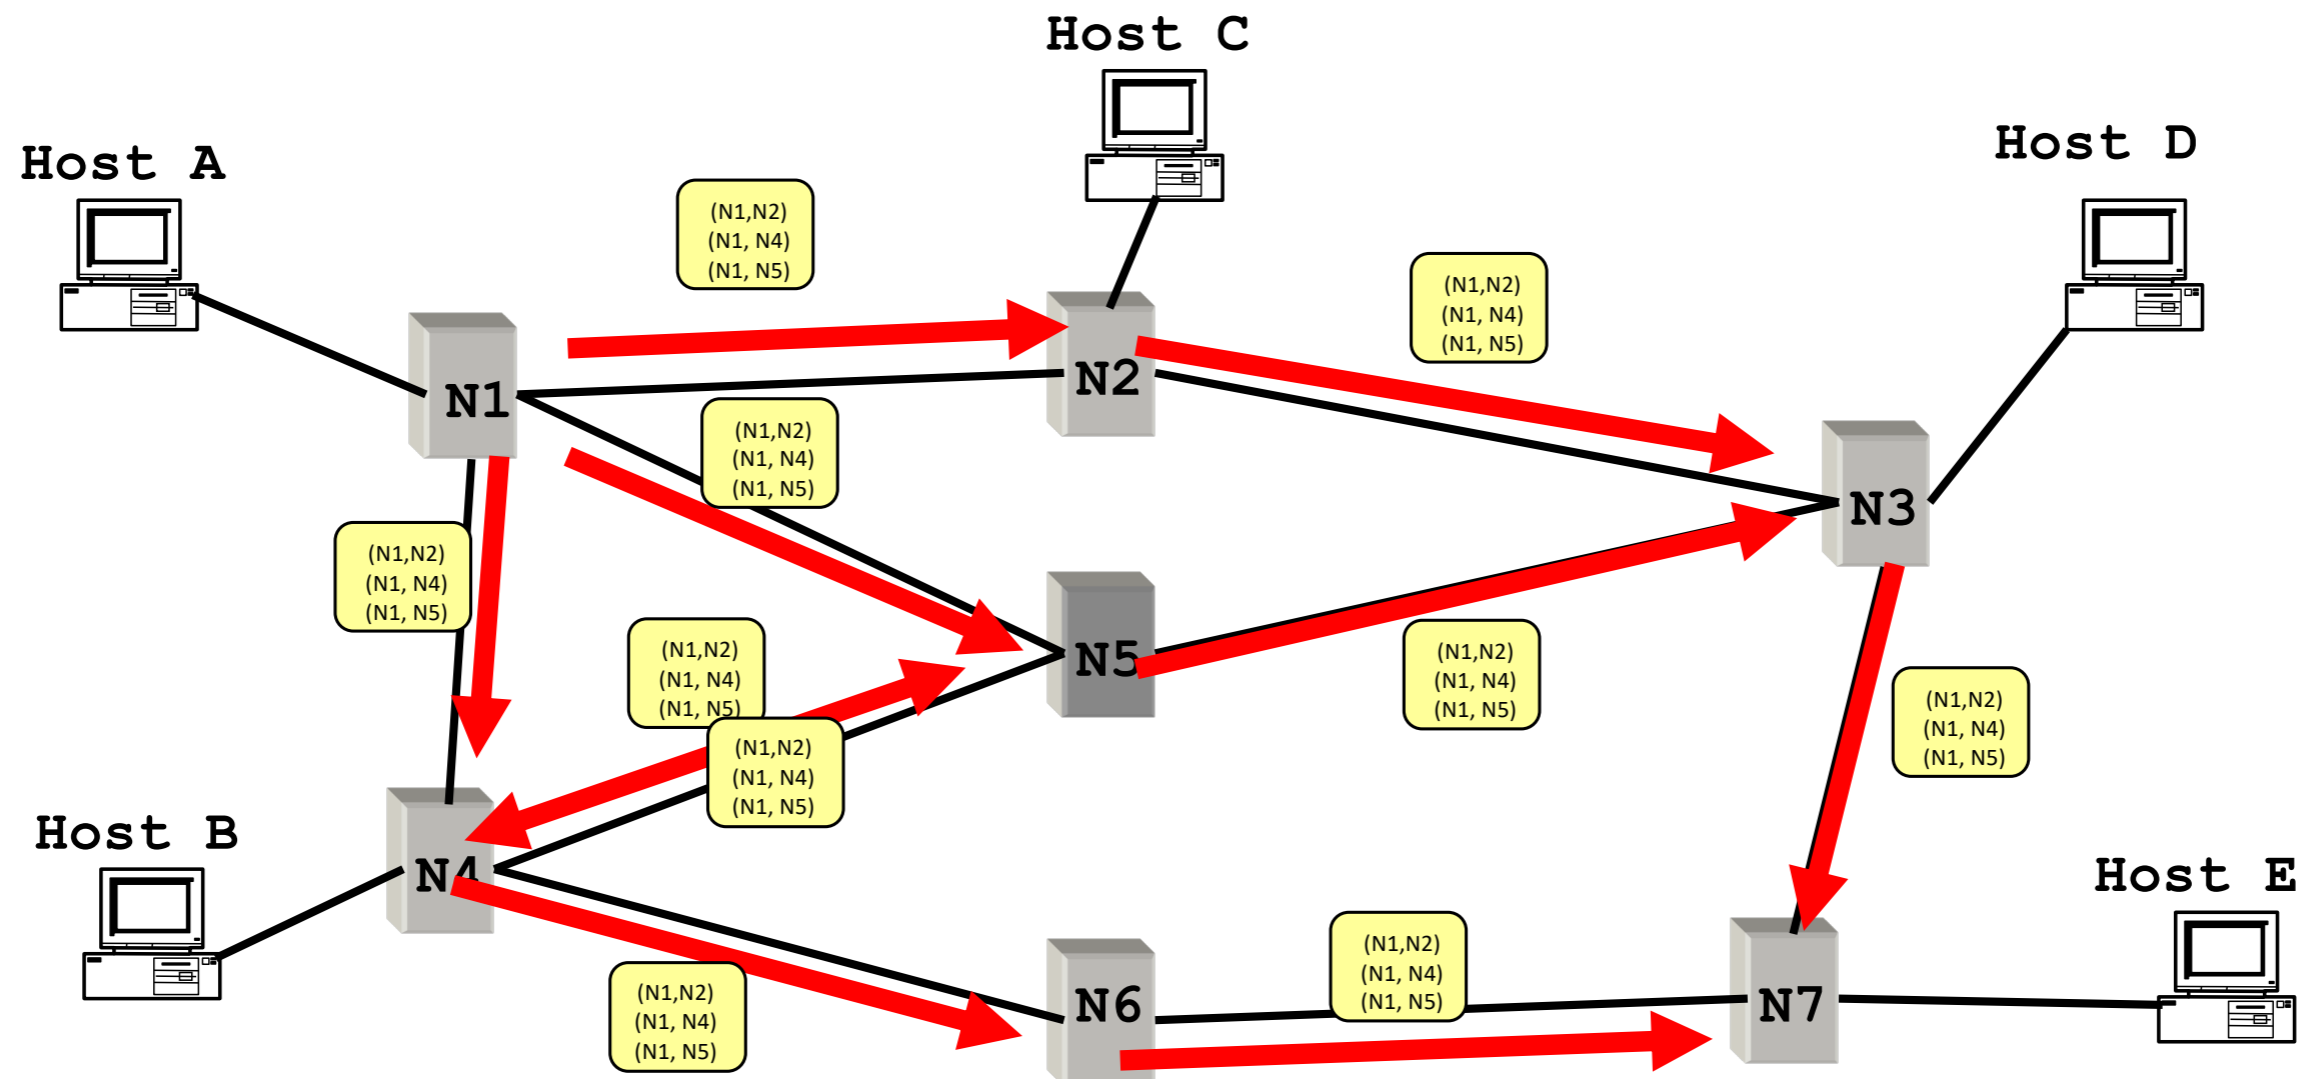 Host C
Host D
Host A
(N1,N2)
(N1, N4)
(N1, N5)
(N1,N2)
(N1, N4)
(N1, N5)
N2
N1
(N1,N2)
(N1, N4)
(N1, N5)
N3
(N1,N2)
(N1, N4)
(N1, N5)
(N1,N2)
(N1, N4)
(N1, N5)
N5
(N1,N2)
(N1, N4)
(N1, N5)
(N1,N2)
(N1, N4)
(N1, N5)
(N1,N2)
(N1, N4)
(N1, N5)
Host B
N4
Host E
(N1,N2)
(N1, N4)
(N1, N5)
N6
(N1,N2)
(N1, N4)
(N1, N5)
N7